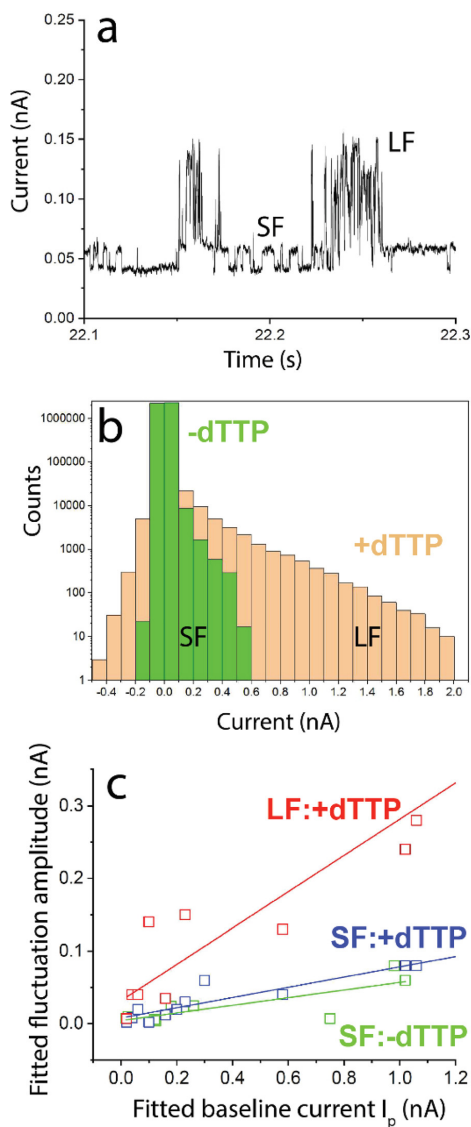 a
Current (nA)
0.25
0.20
0.15
0.10
0.05
0.00
LF
SF
22.1
22.2
22.3
Time (s)
b
Counts
1000000
100000
10000
1000
100
10
1
-dTTP
+dTTP
SF
LF
-0.4 -0.2 0.0 0.2 0.4 0.6 0.8 1.0 1.2 1.4 1.6 1.8 2.0
Current (nA)
c
Fitted fluctuation amplitude (nA)
0.3
0.2
0.1
0.0
LF:+dTTP
SF:+dTTP
SF:-dTTP
0.0 0.2 0.4 0.6 0.8 1.0 1.2
Fitted baseline current Ip (nA)